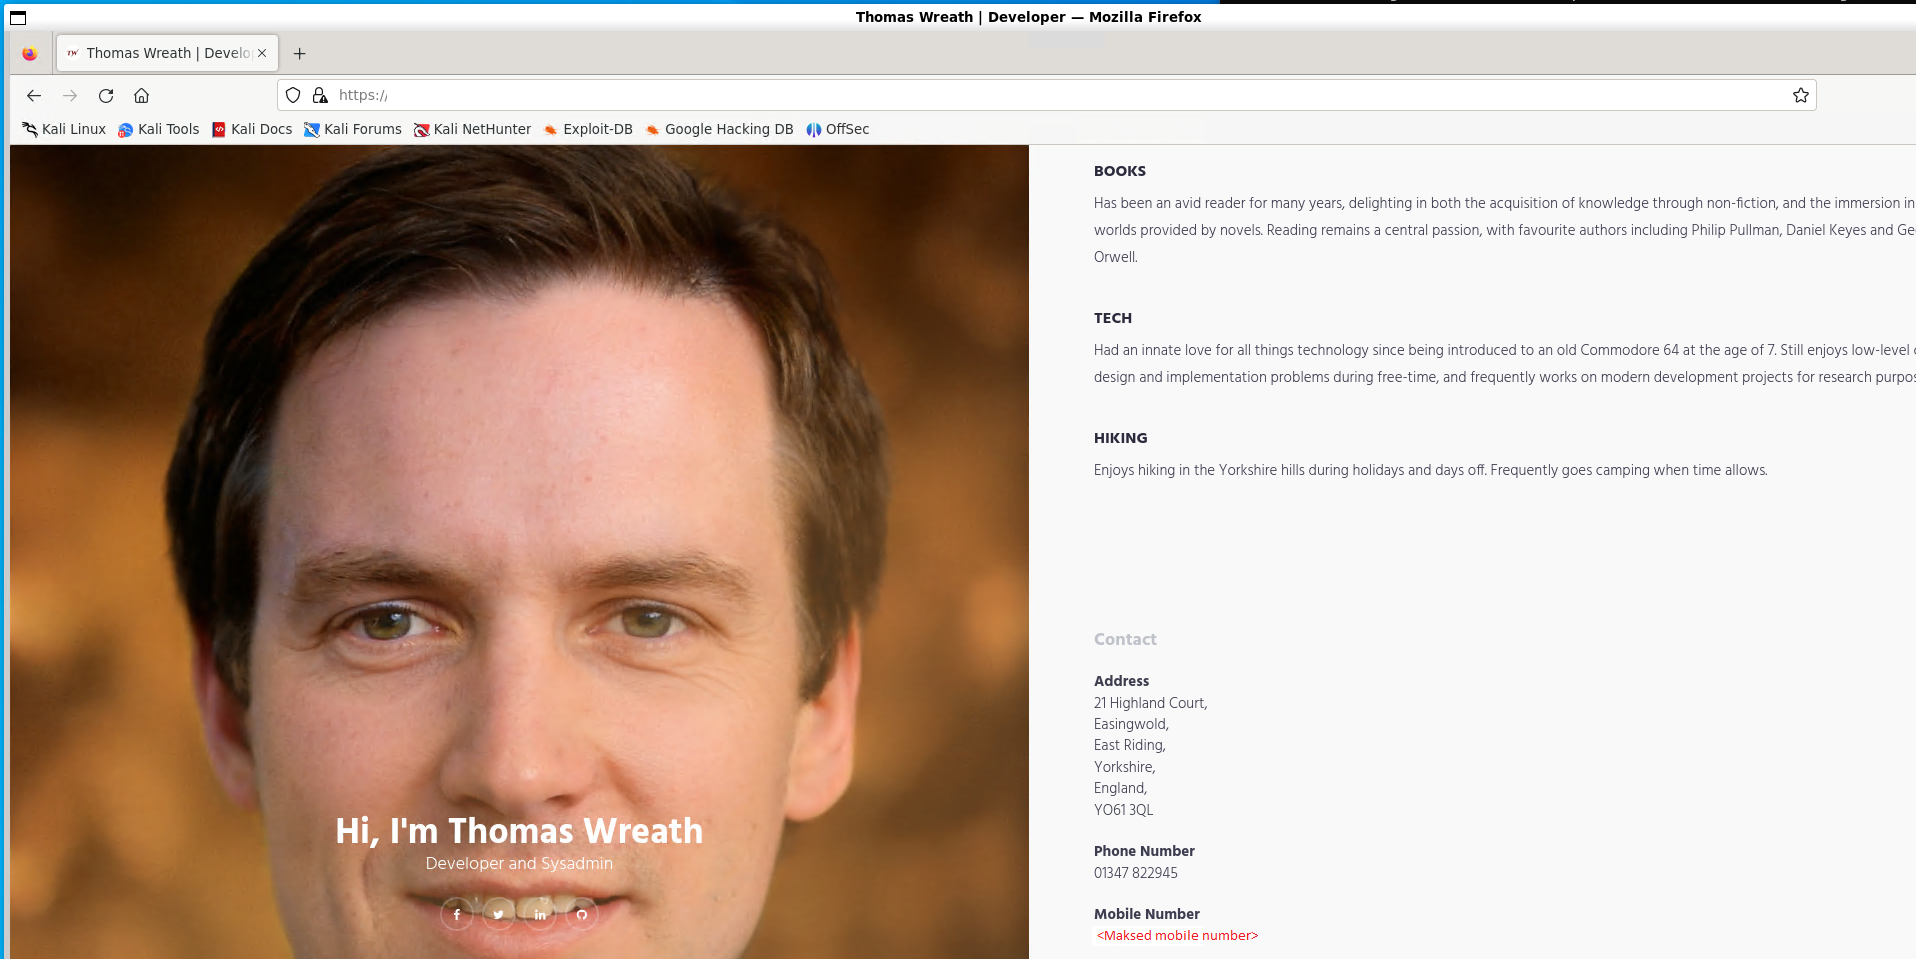 Thomas Wreath | Developer — Mozilla Firefox
TW Thomas Wreath | Develo
https://
Kali Linux Kali Tools Kali Docs Kali Forums Kali NetHunter Exploit-DB Google Hacking DB OffSec
BOOKS
Has been an avid reader for many years, delighting in both the acquisition of knowledge through non-fiction, and the immersion in
worlds provided by novels. Reading remains a central passion, with favourite authors including Philip Pullman, Daniel Keyes and Ge
Orwell.
TECH
Had an innate love for all things technology since being introduced to an old Commodore 64 at the age of 7. Still enjoys low-level
design and implementation problems during free-time, and frequently works on modern development projects for research purpos
HIKING
Enjoys hiking in the Yorkshire hills during holidays and days off. Frequently goes camping when time allows.
Contact
Address
21 Highland Court,
Easingwold,
East Riding,
Yorkshire,
England,
YO61 3QL
Phone Number
01347 822945
Mobile Number
<Maksed mobile number>
Hi, I'm Thomas Wreath
Developer and Sysadmin